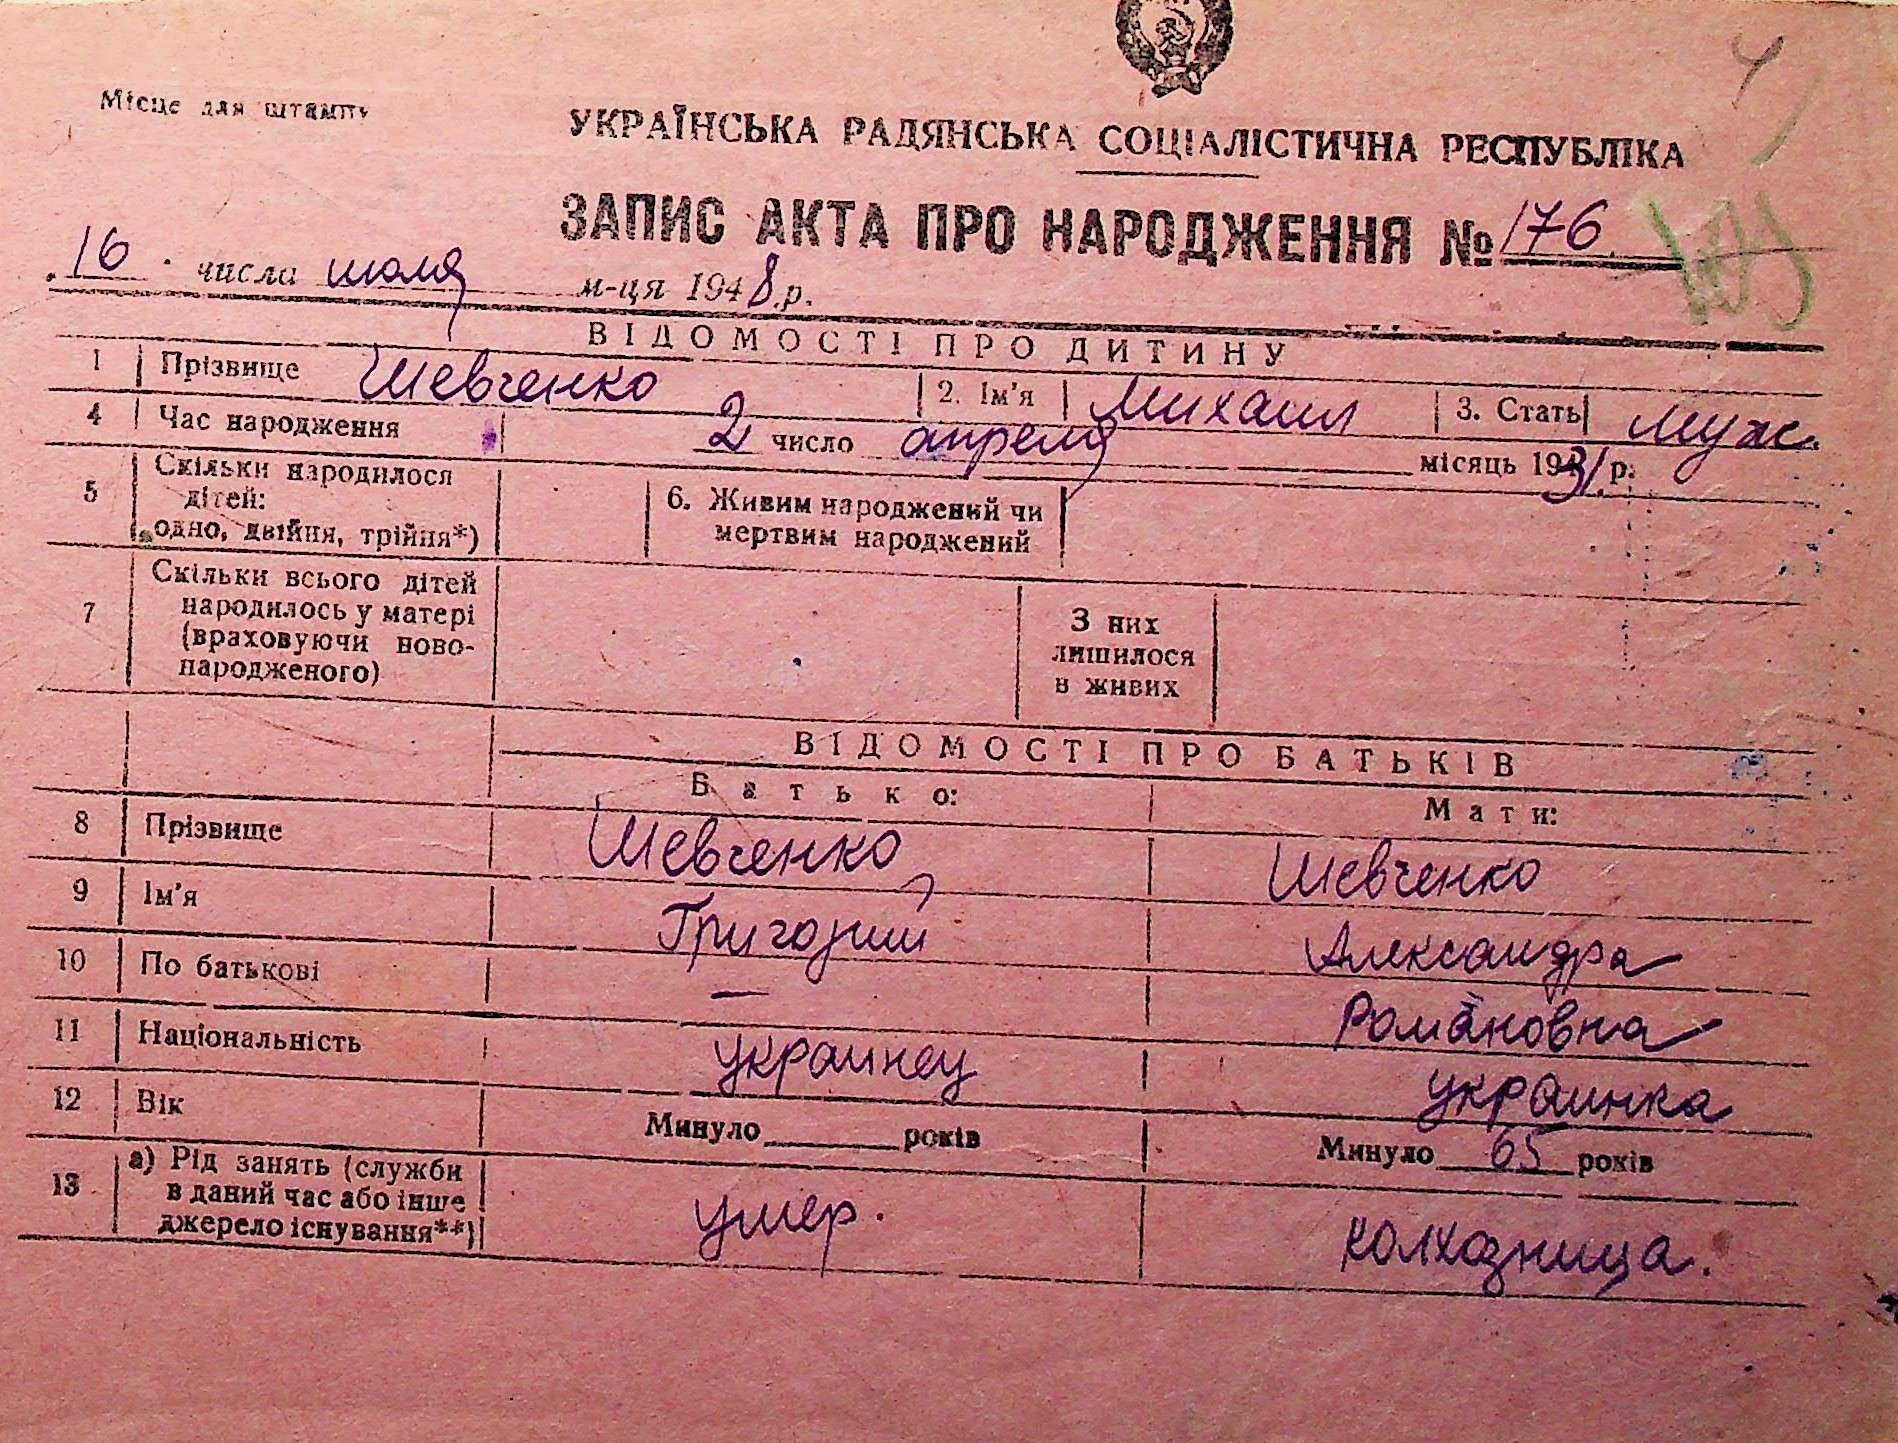 Місце для штампу
УКРАЇНСЬКА РАДЯНСЬКА СОЦІАЛІСТИЧНА РЕСПУБЛІКА
ЗАПИС АКТА ПРО НАРОДЖЕННЯ № 176
16 числа июля м-ця 1948 р.
ВІДОМОСТІ ПРО ДИТИНУ
1 Прізвище Шевченко 2. Ім'я Михаил 3. Стать Муж.
4 Час народження 2 число апреля місяць 1931 р.
5 Скільки народилося дітей: одно, двійня, трійня*) 6. Живим народжений чи мертвим народжений
7 Скільки всього дітей народилось у матері (враховуючи ново-народженого) З них лишилося в живих
ВІДОМОСТІ ПРО БАТЬКІВ
Батько: Мати:
8 Прізвище Шевченко Шевченко
9 Ім'я Григорий Александра
10 По батькові — Романовна
11 Національність украинец украинка
12 Вік Минуло років Минуло 65 років
13 а) Рід занять (служби в даний час або інше джерело існування**) умер. колхозница.